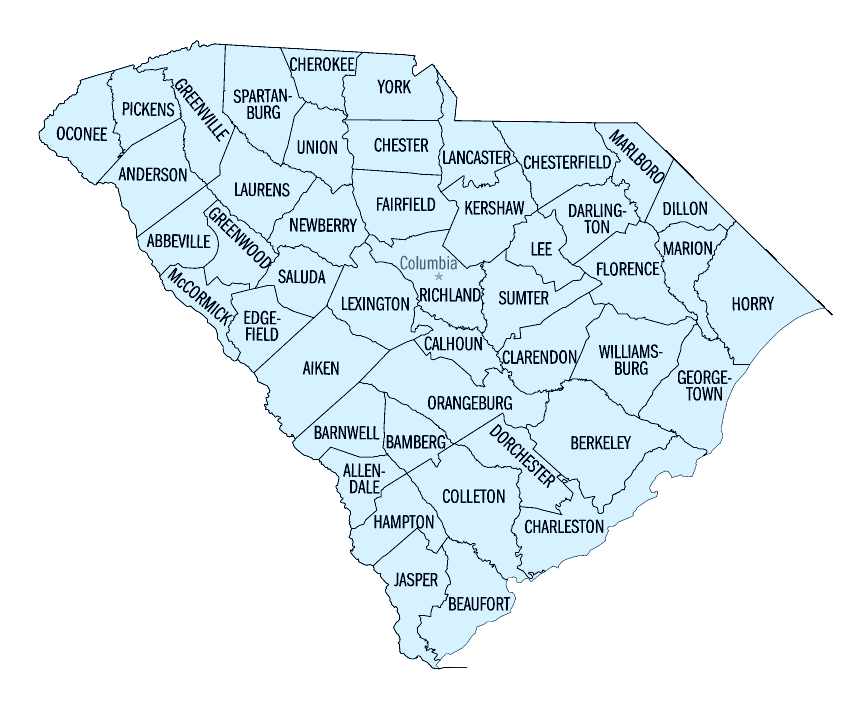 CHEROKEE
YORK
GREENVILLE
SPARTAN-
BURG
PICKENS
OCONEE
UNION
CHESTER
LANCASTER
CHESTERFIELD
MARLBORO
ANDERSON
LAURENS
FAIRFIELD
KERSHAW
DARLING-
TON
DILLON
NEWBERRY
GREENWOOD
ABBEVILLE
LEE
MARION
Columbia
FLORENCE
SALUDA
McCORMICK
LEXINGTON
RICHLAND
SUMTER
HORRY
EDGE-
FIELD
CALHOUN
CLARENDON
WILLIAMS-
BURG
AIKEN
GEORGE-
TOWN
ORANGEBURG
BARNWELL
BAMBERG
DORCHESTER
BERKELEY
ALLEN-
DALE
COLLETON
HAMPTON
CHARLESTON
JASPER
BEAUFORT